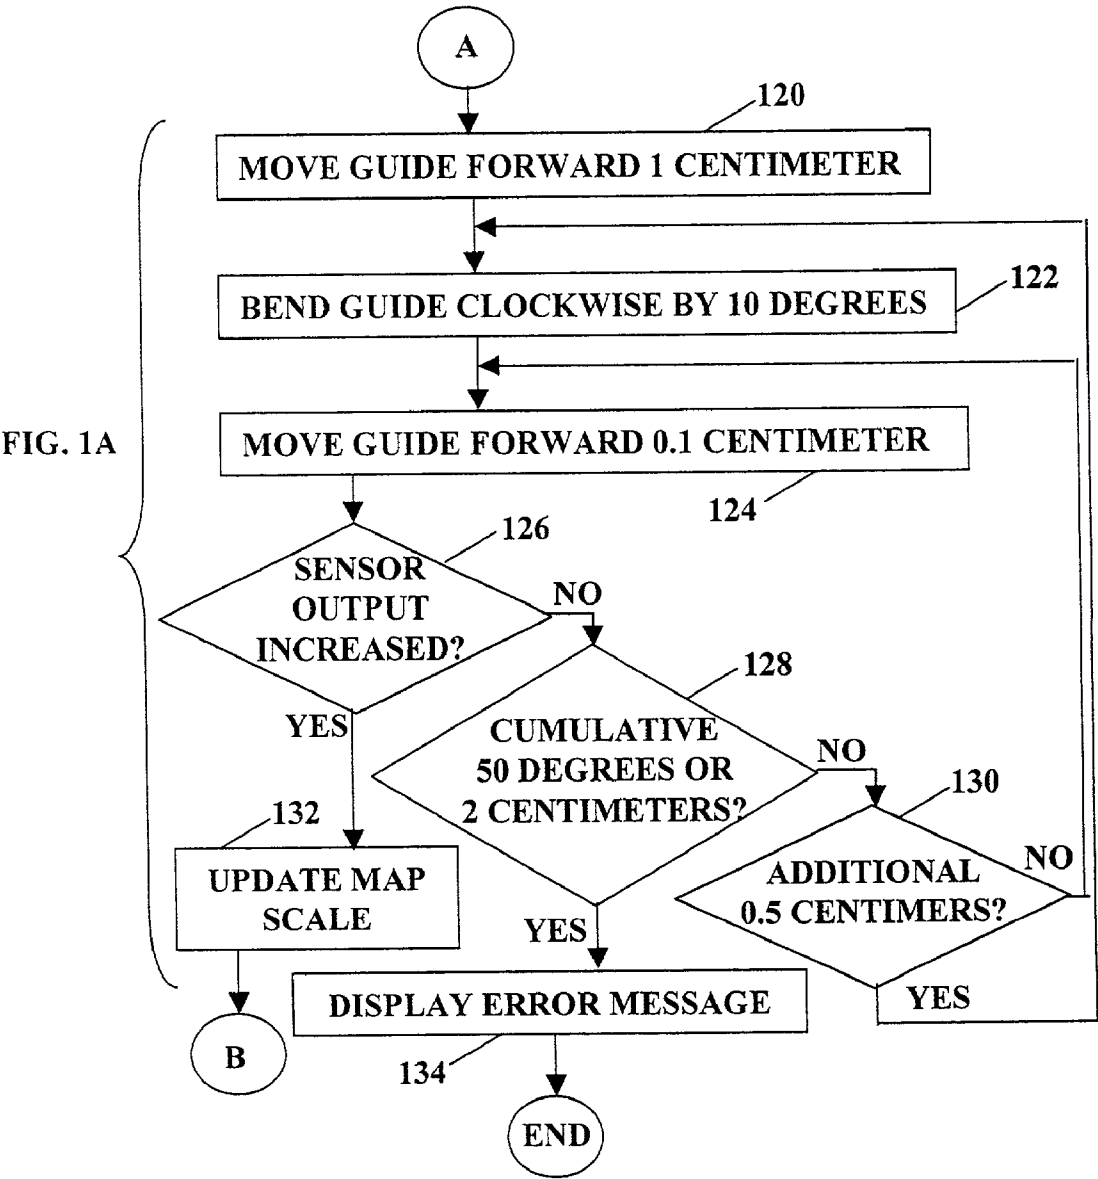 A
120
MOVE GUIDE FORWARD 1 CENTIMETER
122
BEND GUIDE CLOCKWISE BY 10 DEGREES
FIG. 1A
MOVE GUIDE FORWARD 0.1 CENTIMETER
124
126
SENSOR
OUTPUT
INCREASED?
NO
128
YES
CUMULATIVE
50 DEGREES OR
2 CENTIMETERS?
NO
130
132
UPDATE MAP
SCALE
ADDITIONAL
0.5 CENTIMERS?
NO
YES
DISPLAY ERROR MESSAGE
YES
B
134
END